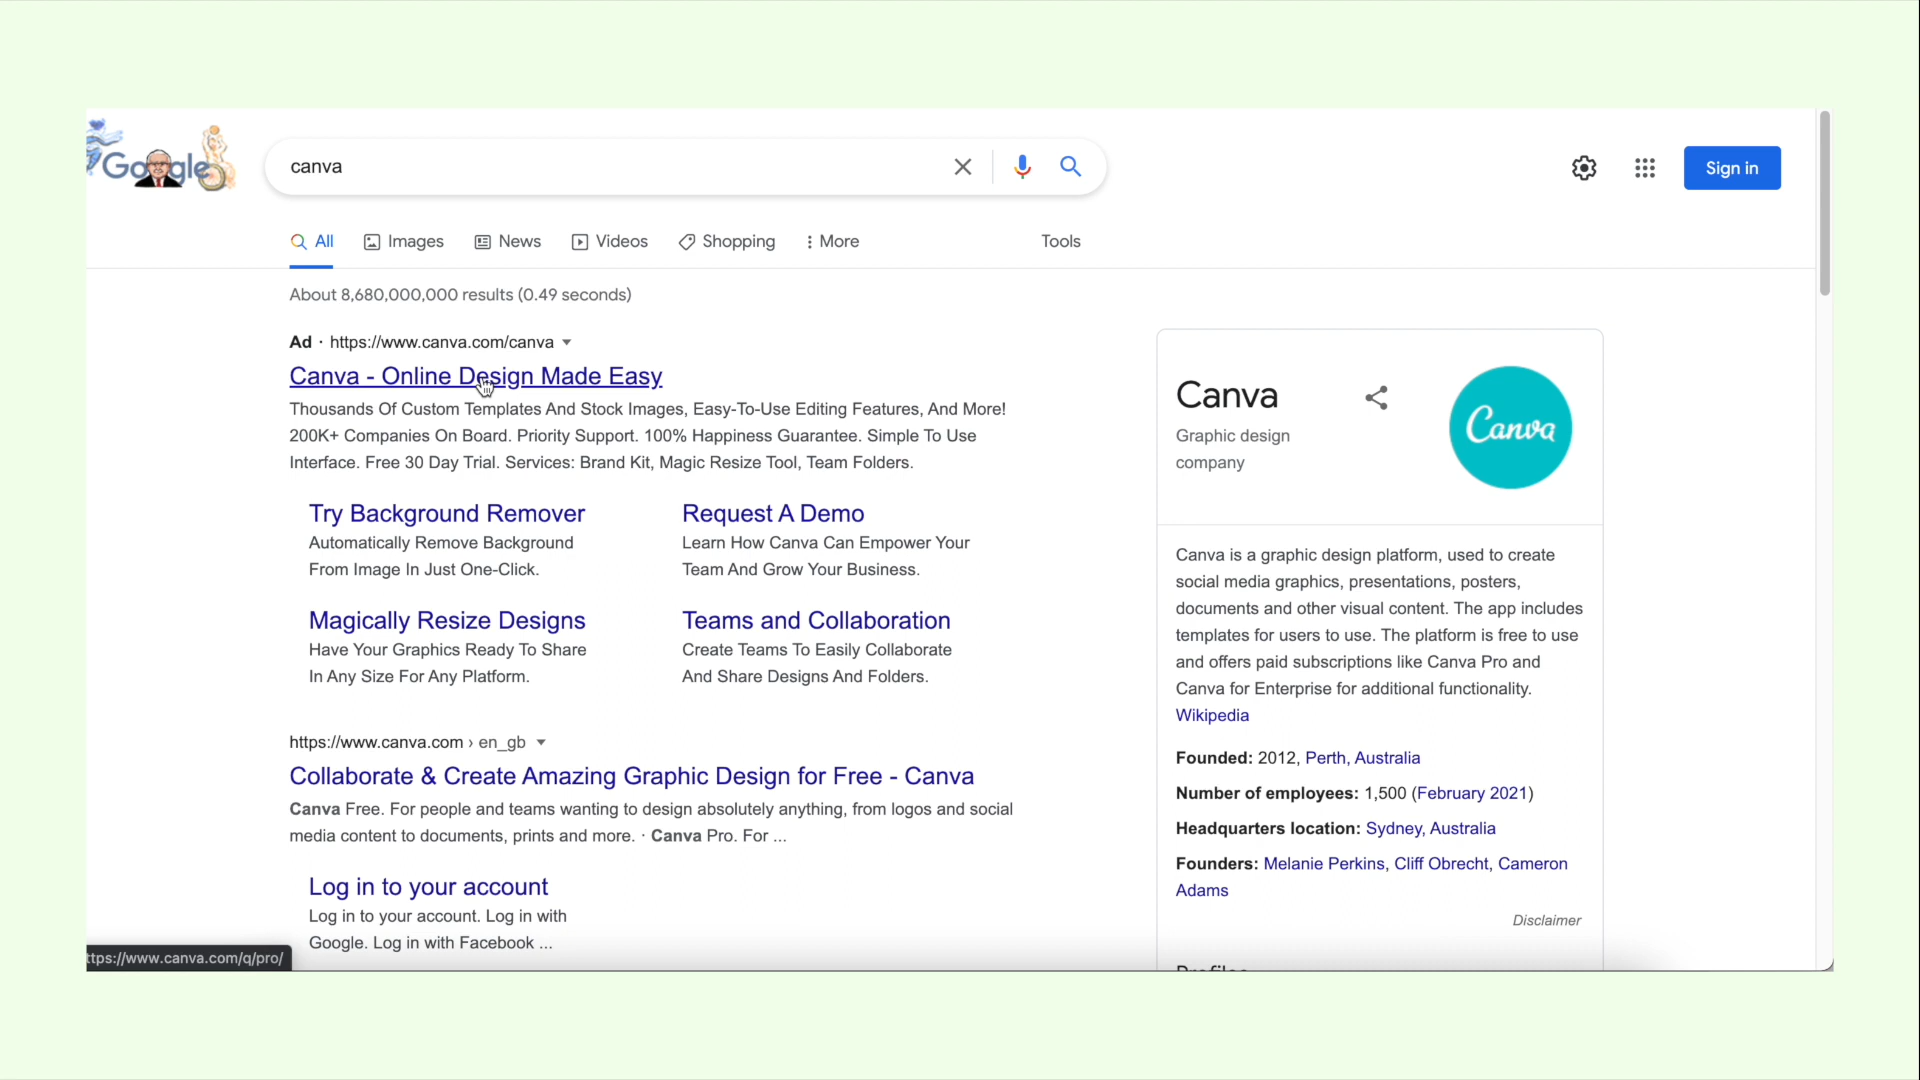 Google
canva
Sign in
All Images News Videos Shopping More Tools
About 8,680,000,000 results (0.49 seconds)
Ad · https://www.canva.com/canva
Canva - Online Design Made Easy
Thousands Of Custom Templates And Stock Images, Easy-To-Use Editing Features, And More!
200K+ Companies On Board. Priority Support. 100% Happiness Guarantee. Simple To Use
Interface. Free 30 Day Trial. Services: Brand Kit, Magic Resize Tool, Team Folders.
Try Background Remover
Automatically Remove Background
From Image In Just One-Click.
Request A Demo
Learn How Canva Can Empower Your
Team And Grow Your Business.
Magically Resize Designs
Have Your Graphics Ready To Share
In Any Size For Any Platform.
Teams and Collaboration
Create Teams To Easily Collaborate
And Share Designs And Folders.
https://www.canva.com › en_gb
Collaborate & Create Amazing Graphic Design for Free - Canva
Canva Free. For people and teams wanting to design absolutely anything, from logos and social
media content to documents, prints and more. · Canva Pro. For ...
Log in to your account
Log in to your account. Log in with
Google. Log in with Facebook ...
ttps://www.canva.com/q/pro/
Canva
Graphic design
company
Canva
Canva is a graphic design platform, used to create
social media graphics, presentations, posters,
documents and other visual content. The app includes
templates for users to use. The platform is free to use
and offers paid subscriptions like Canva Pro and
Canva for Enterprise for additional functionality.
Wikipedia
Founded: 2012, Perth, Australia
Number of employees: 1,500 (February 2021)
Headquarters location: Sydney, Australia
Founders: Melanie Perkins, Cliff Obrecht, Cameron
Adams
Disclaimer
Profiles